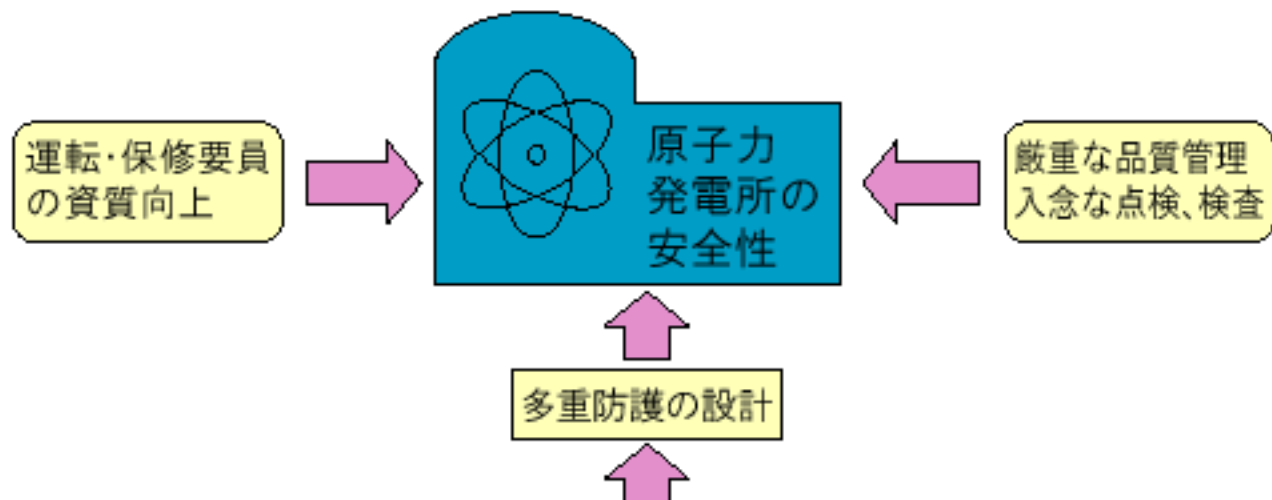 運転・保修要員
の資質向上
原子力
発電所の
安全性
厳重な品質管理
入念な点検、検査
多重防護の設計